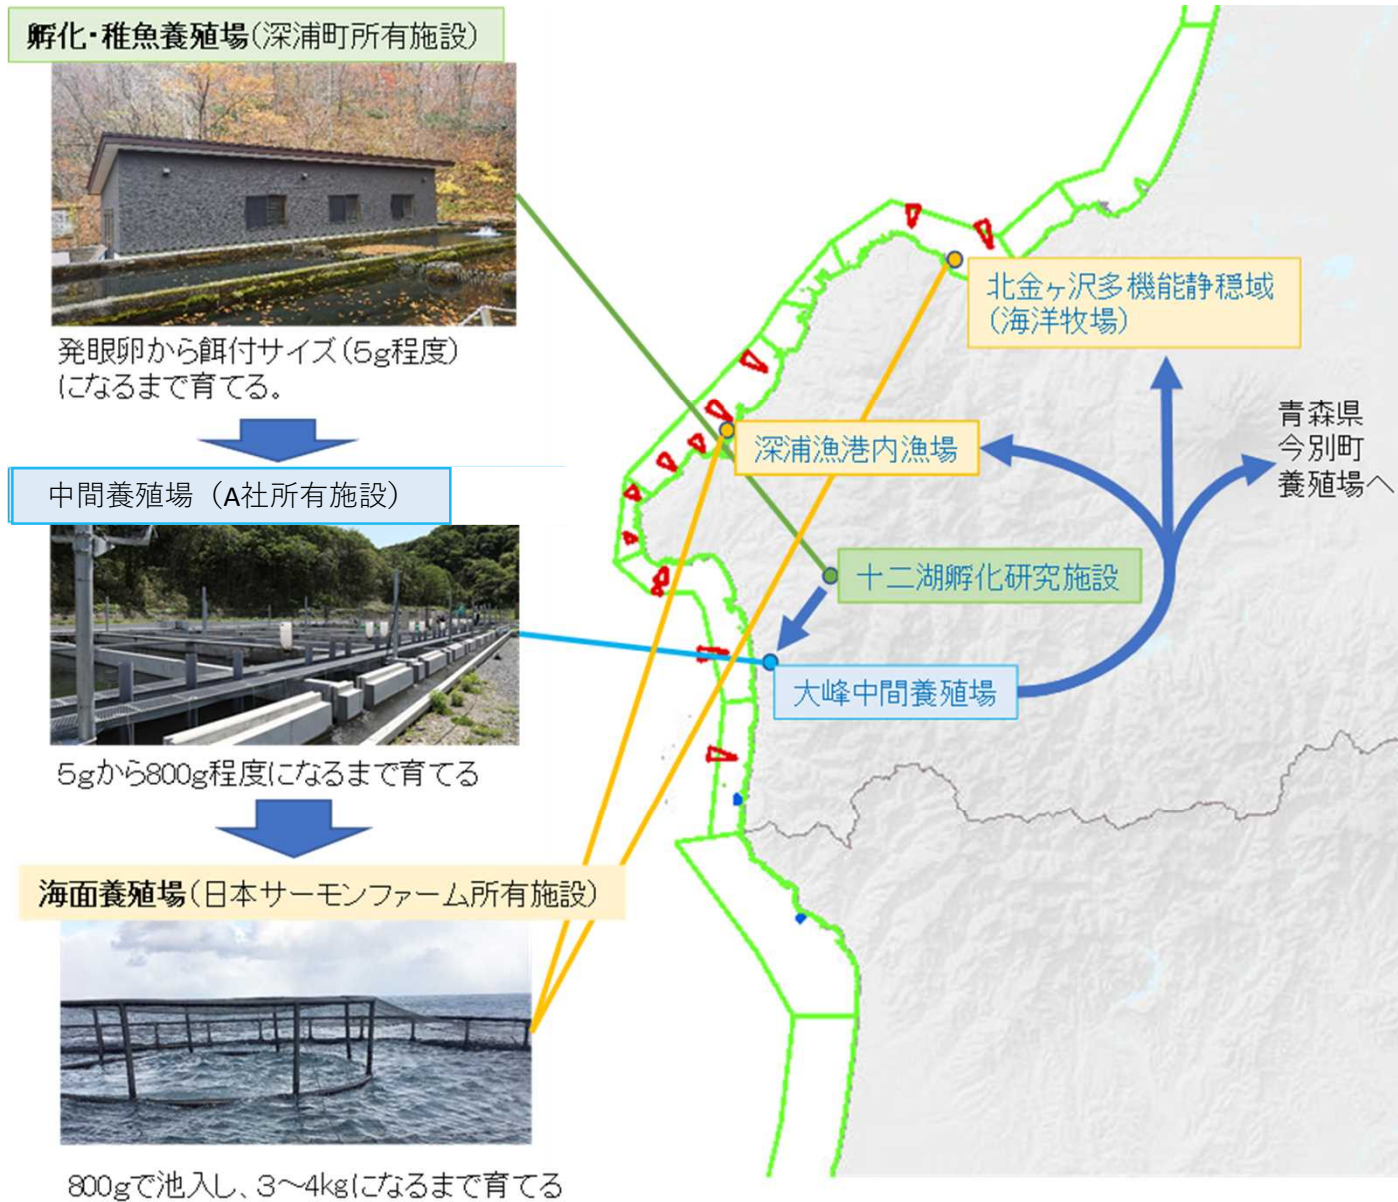 孵化・稚魚養殖場(深浦町所有施設)
発眼卵から餌付サイズ(5g程度)
になるまで育てる。
中間養殖場（A社所有施設）
5gから800g程度になるまで育てる
海面養殖場(日本サーモンファーム所有施設)
800gで池入し、3～4kgになるまで育てる
北金ヶ沢多機能静穏域
(海洋牧場)
青森県
今別町
養殖場へ
深浦漁港内漁場
十二湖孵化研究施設
大峰中間養殖場